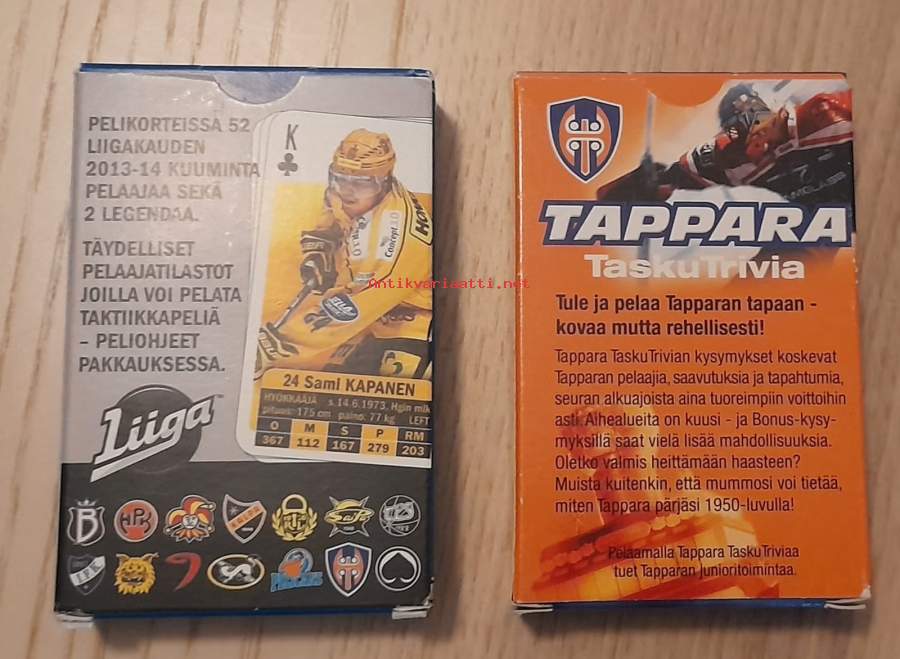 PELIKORTEISSA 52
LIIGAKAUDEN
2013-14 KUUMINTA
PELAAJAA SEKÄ
2 LEGENDAA.
TÄYDELLISET
PELAAJATILASTOT
JOILLA VOI PELATA
TAKTIIKKAPELIÄ
– PELIOHJEET
PAKKAUKSESSA.
Liiga
K
Concept.10
24 Sami KAPANEN
HYÖKKÄÄJÄ s.14.6.1973, Hgin mlk
pituus: 175 cm paino: 77 kg LEFT
O M S P RM
367 112 167 279 203
Antikvariaatti.net
TAPPARA
TaskuTrivia
Tule ja pelaa Tapparan tapaan -
kovaa mutta rehellisesti!
Tappara TaskuTrivian kysymykset koskevat
Tapparan pelaajia, saavutuksia ja tapahtumia,
seuran alkuajoista aina tuoreimpiin voittoihin
asti. Aihealueita on kuusi - ja Bonus-kysy-
myksillä saat vielä lisää mahdollisuuksia.
Oletko valmis heittämään haasteen?
Muista kuitenkin, että mummosi voi tietää,
miten Tappara pärjäsi 1950-luvulla!
Pelaamalla Tappara TaskuTriviaa
tuet Tapparan junioritoimintaa.